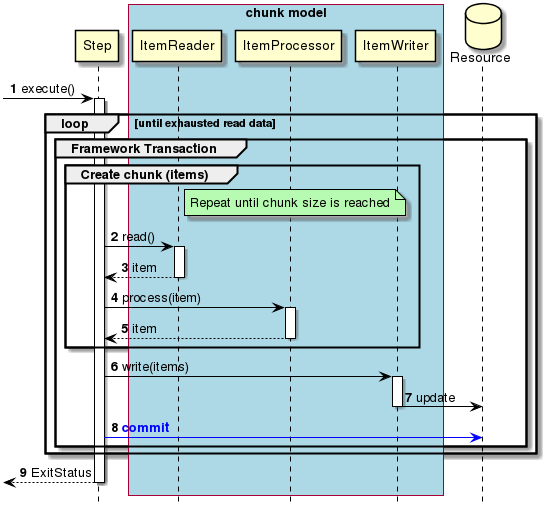 chunk model
Step
ItemReader
ItemProcessor
ItemWriter
Resource
1 execute()
loop [until exhausted read data]
Framework Transaction
Create chunk (items)
Repeat until chunk size is reached
2 read()
3 item
4 process(item)
5 item
6 write(items)
7 update
8 commit
9 ExitStatus